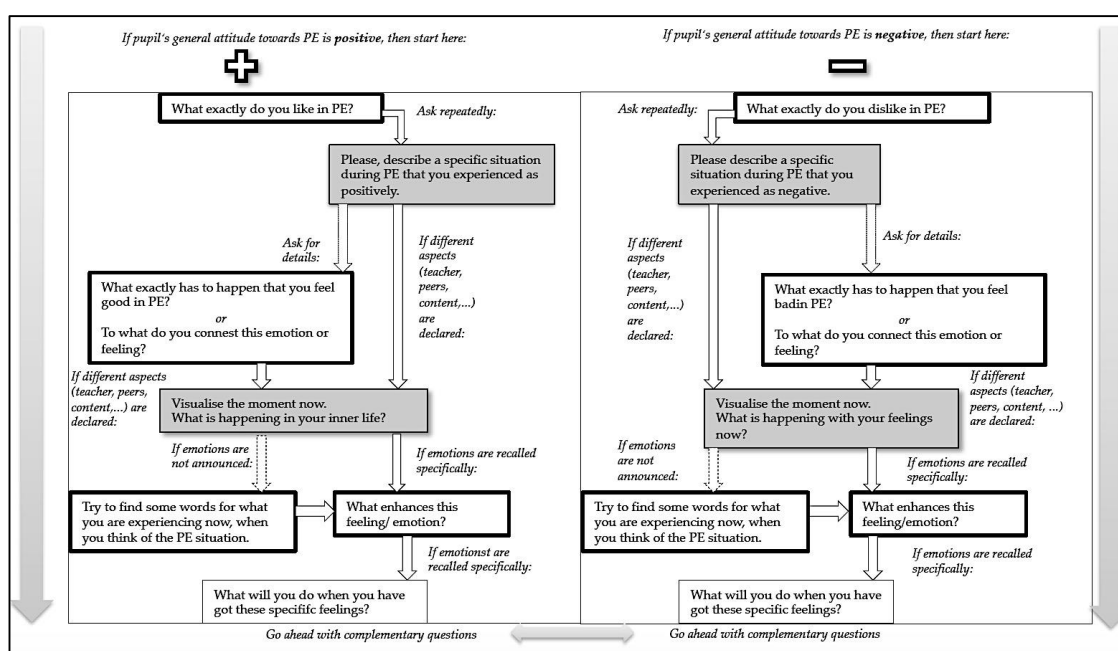 If pupil's general attitude towards PE is positive, then start here:
What exactly do you like in PE?
Ask repeatedly:
Please, describe a specific situation
during PE that you experienced as
positively.
Ask for
details:
If different
aspects
(teacher,
peers,
content,...)
are
declared:
What exactly has to happen that you feel
good in PE?
or
To what do you connest this emotion or
feeling?
If different aspects
(teacher, peers,
content,...) are
declared:
Visualise the moment now.
What is happening in your inner life?
If emotions are
not announced:
If emotions are recalled
specifically:
Try to find some words for what
you are experiencing now, when
you think of the PE situation.
What enhances this
feeling/ emotion?
If emotionst are
recalled specifically:
What will you do when you have
got these specififc feelings?
Go ahead with complementary questions
If pupil's general attitude towards PE is negative, then start here:
What exactly do you dislike in PE?
Ask repeatedly:
Please describe a specific
situation during PE that you
experienced as negative.
If different
aspects
(teacher,
peers,
content,...)
are
declared:
Ask for details:
What exactly has to happen that you feel
badin PE?
or
To what do you connect this emotion or
feeling?
If different
aspects (teacher,
peers, content, ...)
are declared:
Visualise the moment now.
What is happening with your feelings
now?
If emotions
are not
announced:
If emotions are recalled
specifically:
Try to find some words for what
you are experiencing now, when
you think of the PE situation.
What enhances this
feeling/emotion?
If emotions are recalled
specifically:
What will you do when you have
got these specific feelings?
Go ahead with complementary questions